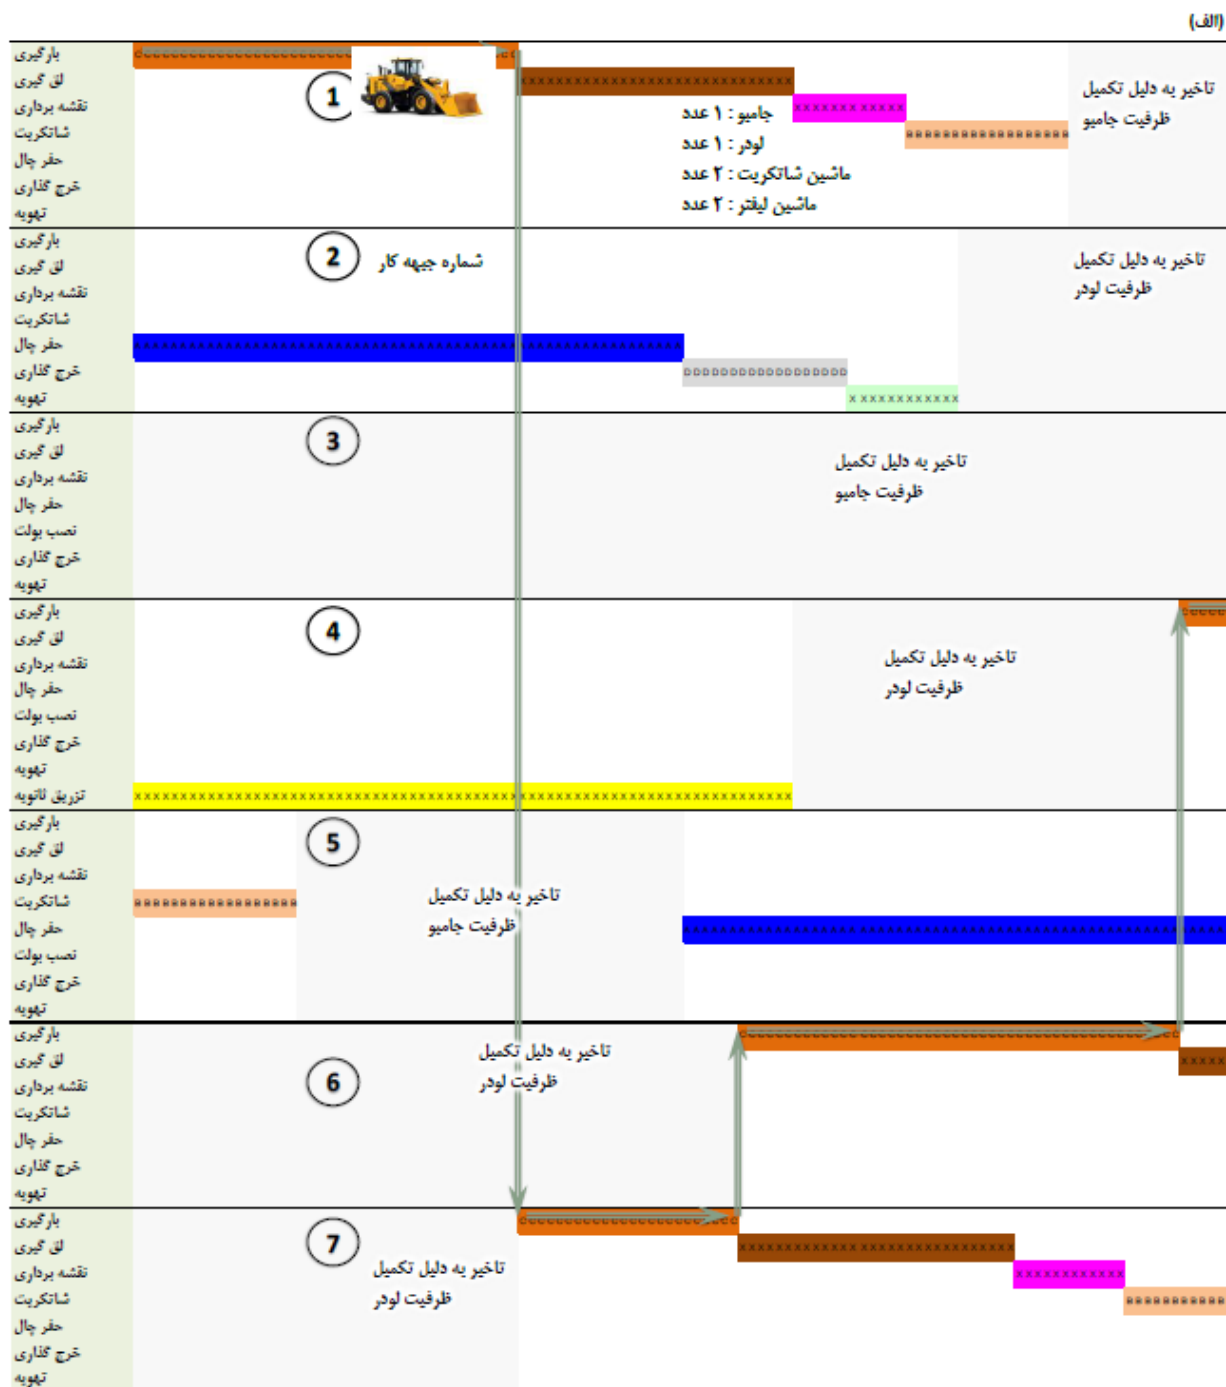 (الف)
بارگیری
لق گیری
نقشه برداری
شاتکریت
حفر چال
خرج گذاری
تهویه
1
جامبو : ۱ عدد
لودر : ۱ عدد
ماشین شاتکریت : ۲ عدد
ماشین لیفتر : ۲ عدد
تاخیر به دلیل تکمیل
ظرفیت جامبو
بارگیری
لق گیری
نقشه برداری
شاتکریت
حفر چال
خرج گذاری
تهویه
2
شماره جبهه کار
تاخیر به دلیل تکمیل
ظرفیت لودر
بارگیری
لق گیری
نقشه برداری
حفر چال
نصب بولت
خرج گذاری
تهویه
3
تاخیر به دلیل تکمیل
ظرفیت جامبو
بارگیری
لق گیری
نقشه برداری
حفر چال
نصب بولت
خرج گذاری
تهویه
تزریق ثانویه
4
تاخیر به دلیل تکمیل
ظرفیت لودر
بارگیری
لق گیری
نقشه برداری
شاتکریت
حفر چال
نصب بولت
خرج گذاری
تهویه
5
تاخیر به دلیل تکمیل
ظرفیت جامبو
بارگیری
لق گیری
نقشه برداری
شاتکریت
حفر چال
خرج گذاری
تهویه
6
تاخیر به دلیل تکمیل
ظرفیت لودر
بارگیری
لق گیری
نقشه برداری
شاتکریت
حفر چال
خرج گذاری
تهویه
7
تاخیر به دلیل تکمیل
ظرفیت لودر